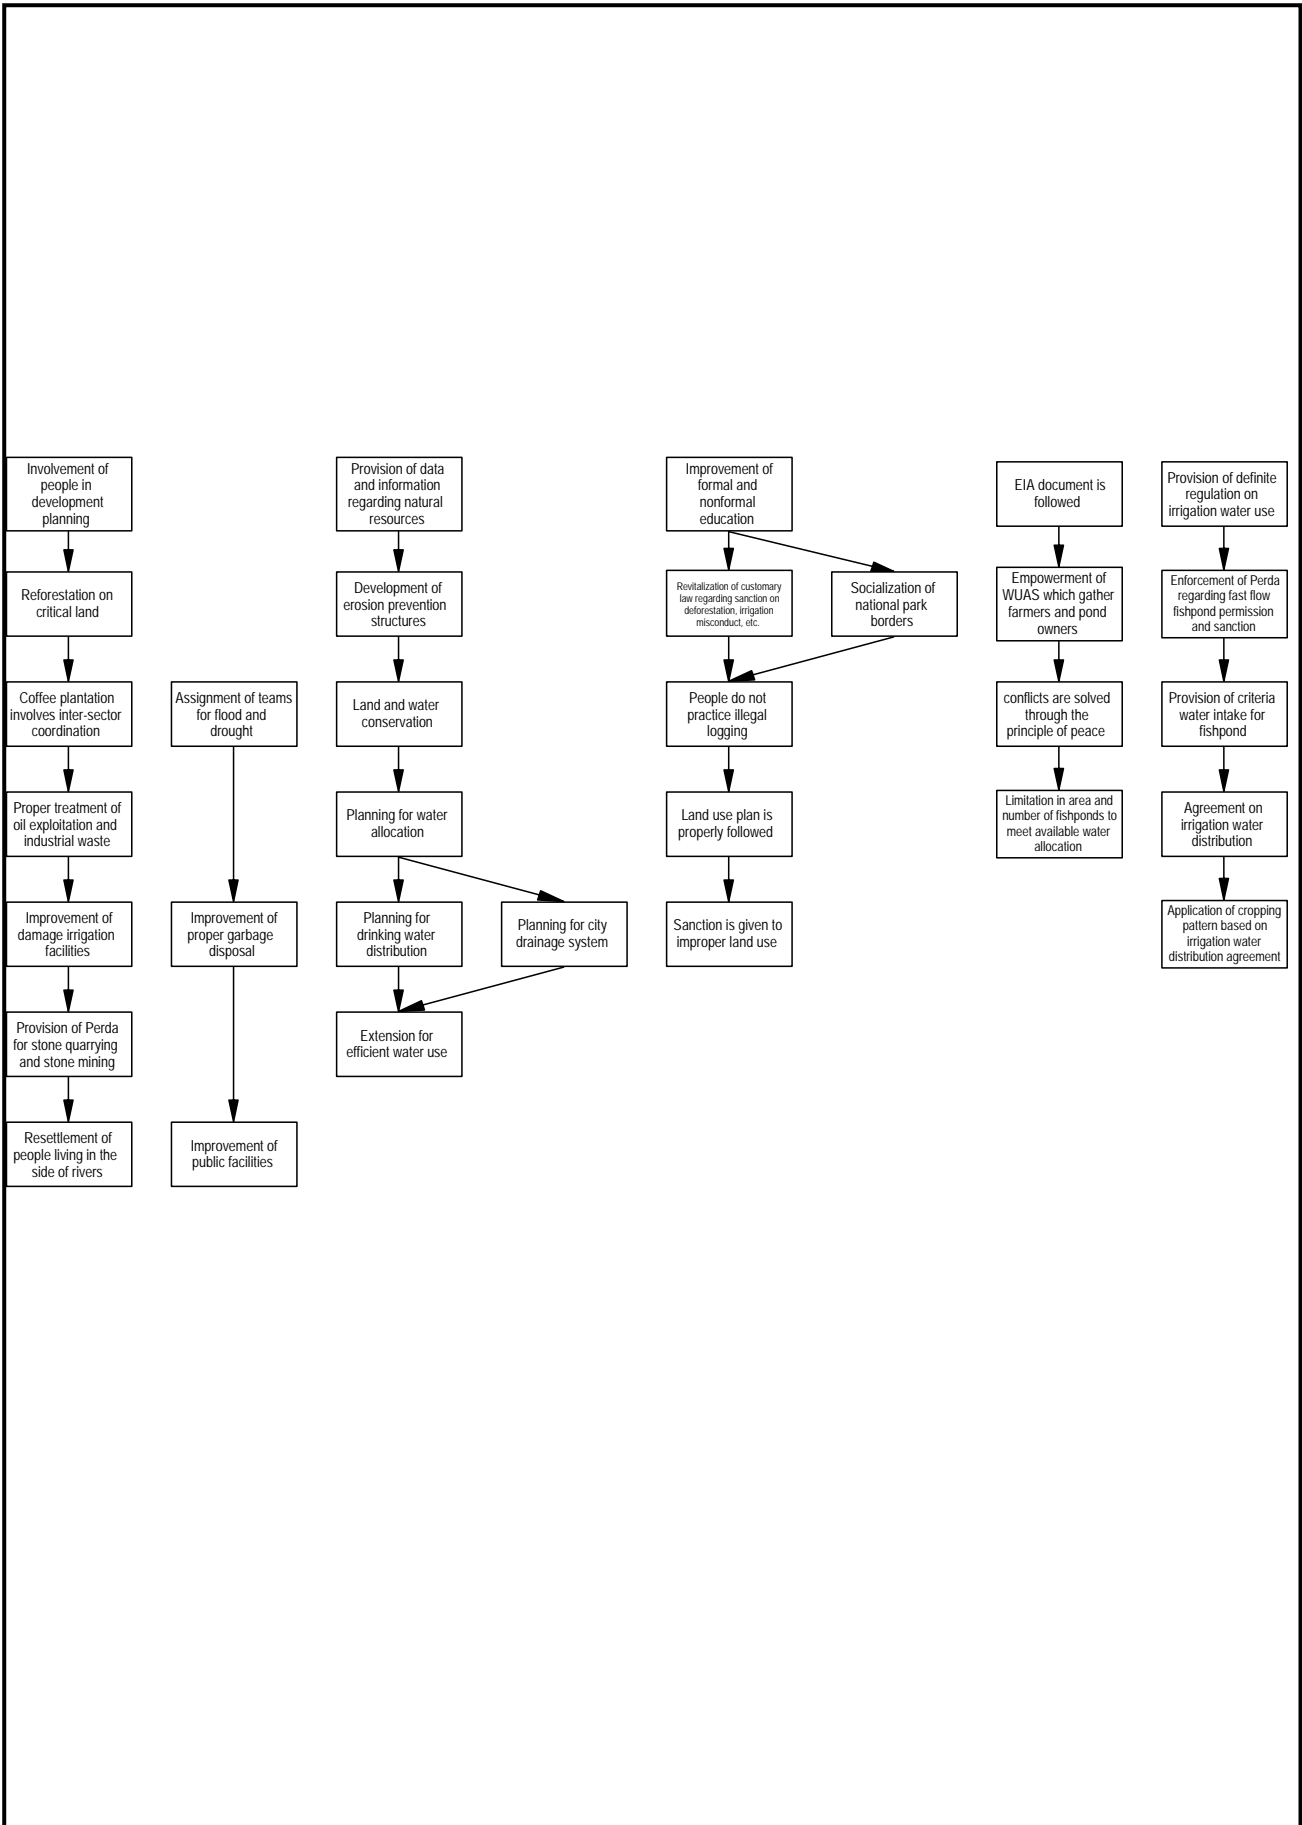 Involvement of
people in
development
planning
Reforestation on
critical land
Coffee plantation
involves inter-sector
coordination
Proper treatment of
oil exploitation and
industrial waste
Improvement of
damage irrigation
facilities
Provision of Perda
for stone quarrying
and stone mining
Resettlement of
people living in the
side of rivers
Assignment of teams
for flood and
drought
Improvement of
proper garbage
disposal
Improvement of
public facilities
Provision of data
and information
regarding natural
resources
Development of
erosion prevention
structures
Land and water
conservation
Planning for water
allocation
Planning for
drinking water
distribution
Planning for city
drainage system
Extension for
efficient water use
Improvement of
formal and
nonformal
education
Revitalization of customary
law regarding sanction on
deforestation, irrigation
misconduct, etc.
Socialization of
national park
borders
People do not
practice illegal
logging
Land use plan is
properly followed
Sanction is given to
improper land use
EIA document is
followed
Empowerment of
WUAS which gather
farmers and pond
owners
conflicts are solved
through the
principle of peace
Limitation in area and
number of fishponds to
meet available water
allocation
Provision of definite
regulation on
irrigation water use
Enforcement of Perda
regarding fast flow
fishpond permission
and sanction
Provision of criteria
water intake for
fishpond
Agreement on
irrigation water
distribution
Application of cropping
pattern based on
irrigation water
distribution agreement